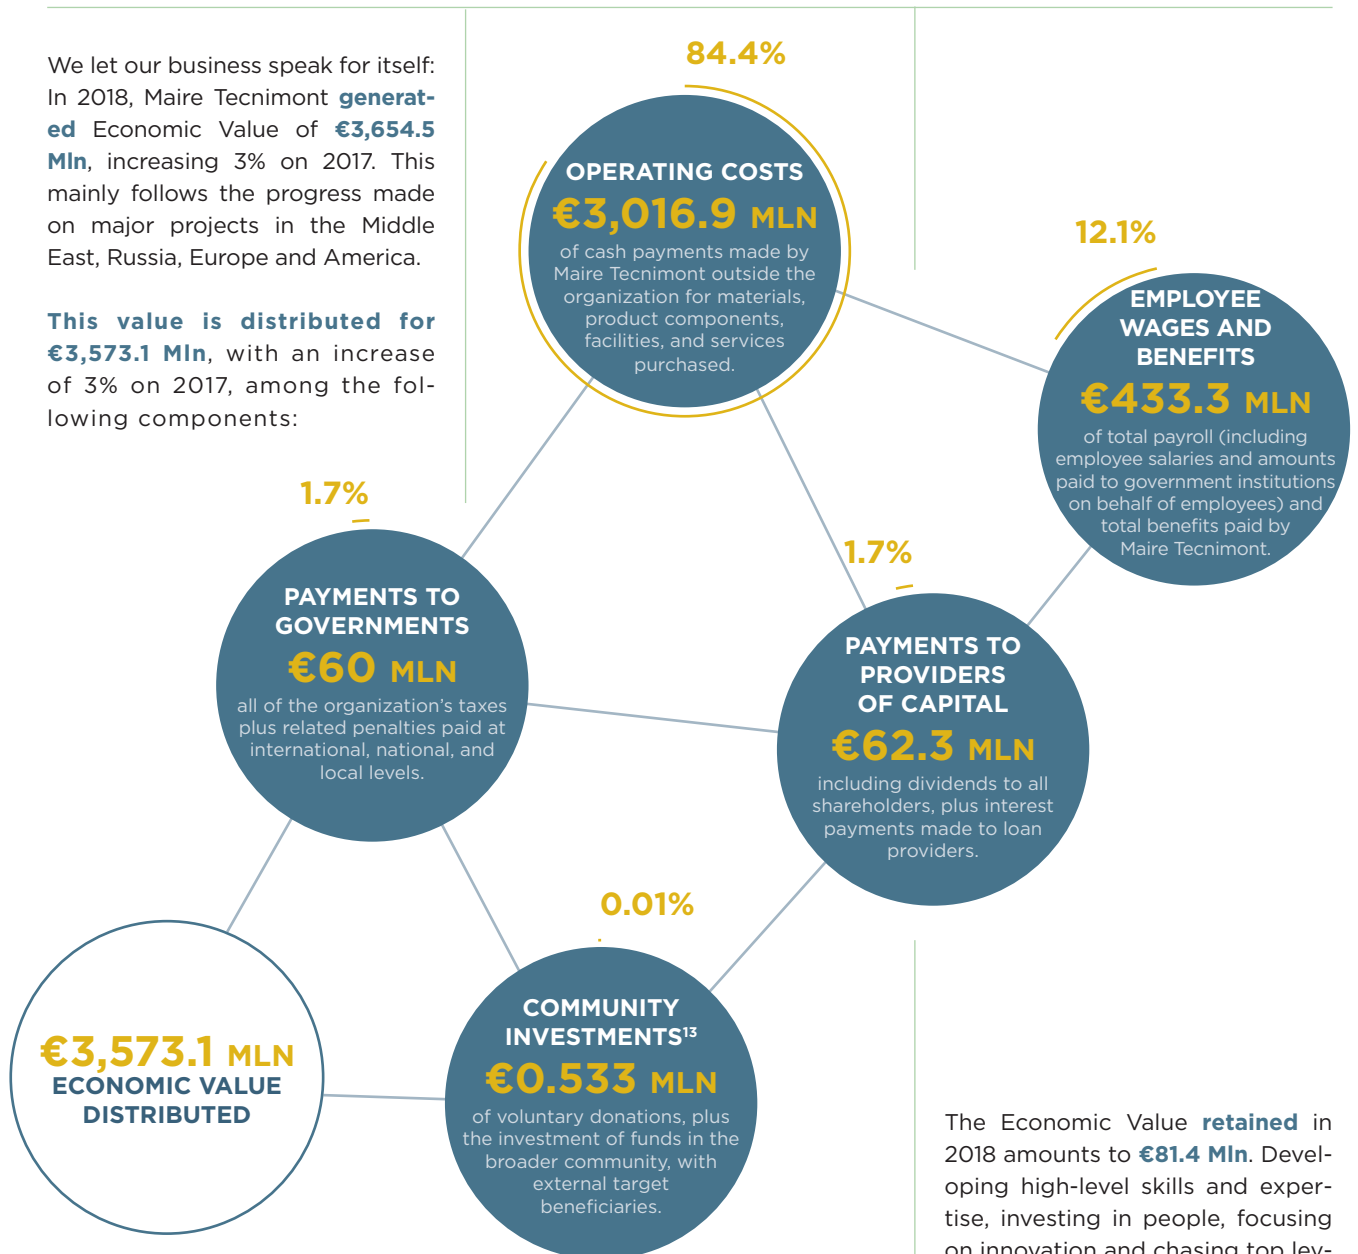 We let our business speak for itself:
In 2018, Maire Tecnimont generat-
ed Economic Value of €3,654.5
Mln, increasing 3% on 2017. This
mainly follows the progress made
on major projects in the Middle
East, Russia, Europe and America.
This value is distributed for
€3,573.1 Mln, with an increase
of 3% on 2017, among the fol-
lowing components:
84.4%
OPERATING COSTS
€3,016.9 MLN
of cash payments made by
Maire Tecnimont outside the
organization for materials,
product components,
facilities, and services
purchased.
12.1%
EMPLOYEE
WAGES AND
BENEFITS
€433.3 MLN
of total payroll (including
employee salaries and amounts
paid to government institutions
on behalf of employees) and
total benefits paid by
Maire Tecnimont.
1.7%
PAYMENTS TO
GOVERNMENTS
€60 MLN
all of the organization’s taxes
plus related penalties paid at
international, national, and
local levels.
1.7%
PAYMENTS TO
PROVIDERS
OF CAPITAL
€62.3 MLN
including dividends to all
shareholders, plus interest
payments made to loan
providers.
0.01%
COMMUNITY
INVESTMENTS¹³
€0.533 MLN
of voluntary donations, plus
the investment of funds in the
broader community, with
external target
beneficiaries.
€3,573.1 MLN
ECONOMIC VALUE
DISTRIBUTED
The Economic Value retained in
2018 amounts to €81.4 Mln. Devel-
oping high-level skills and exper-
tise, investing in people, focusing
on innovation and chasing top lev-